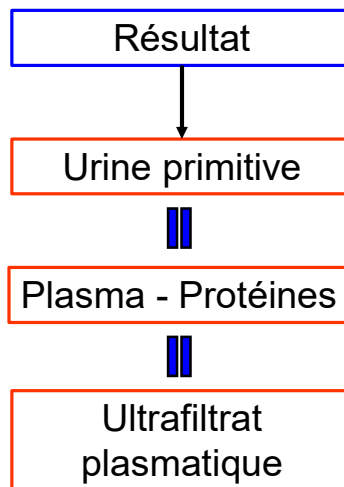 Résultat
Urine primitive
Plasma - Protéines
Ultrafiltrat
plasmatique